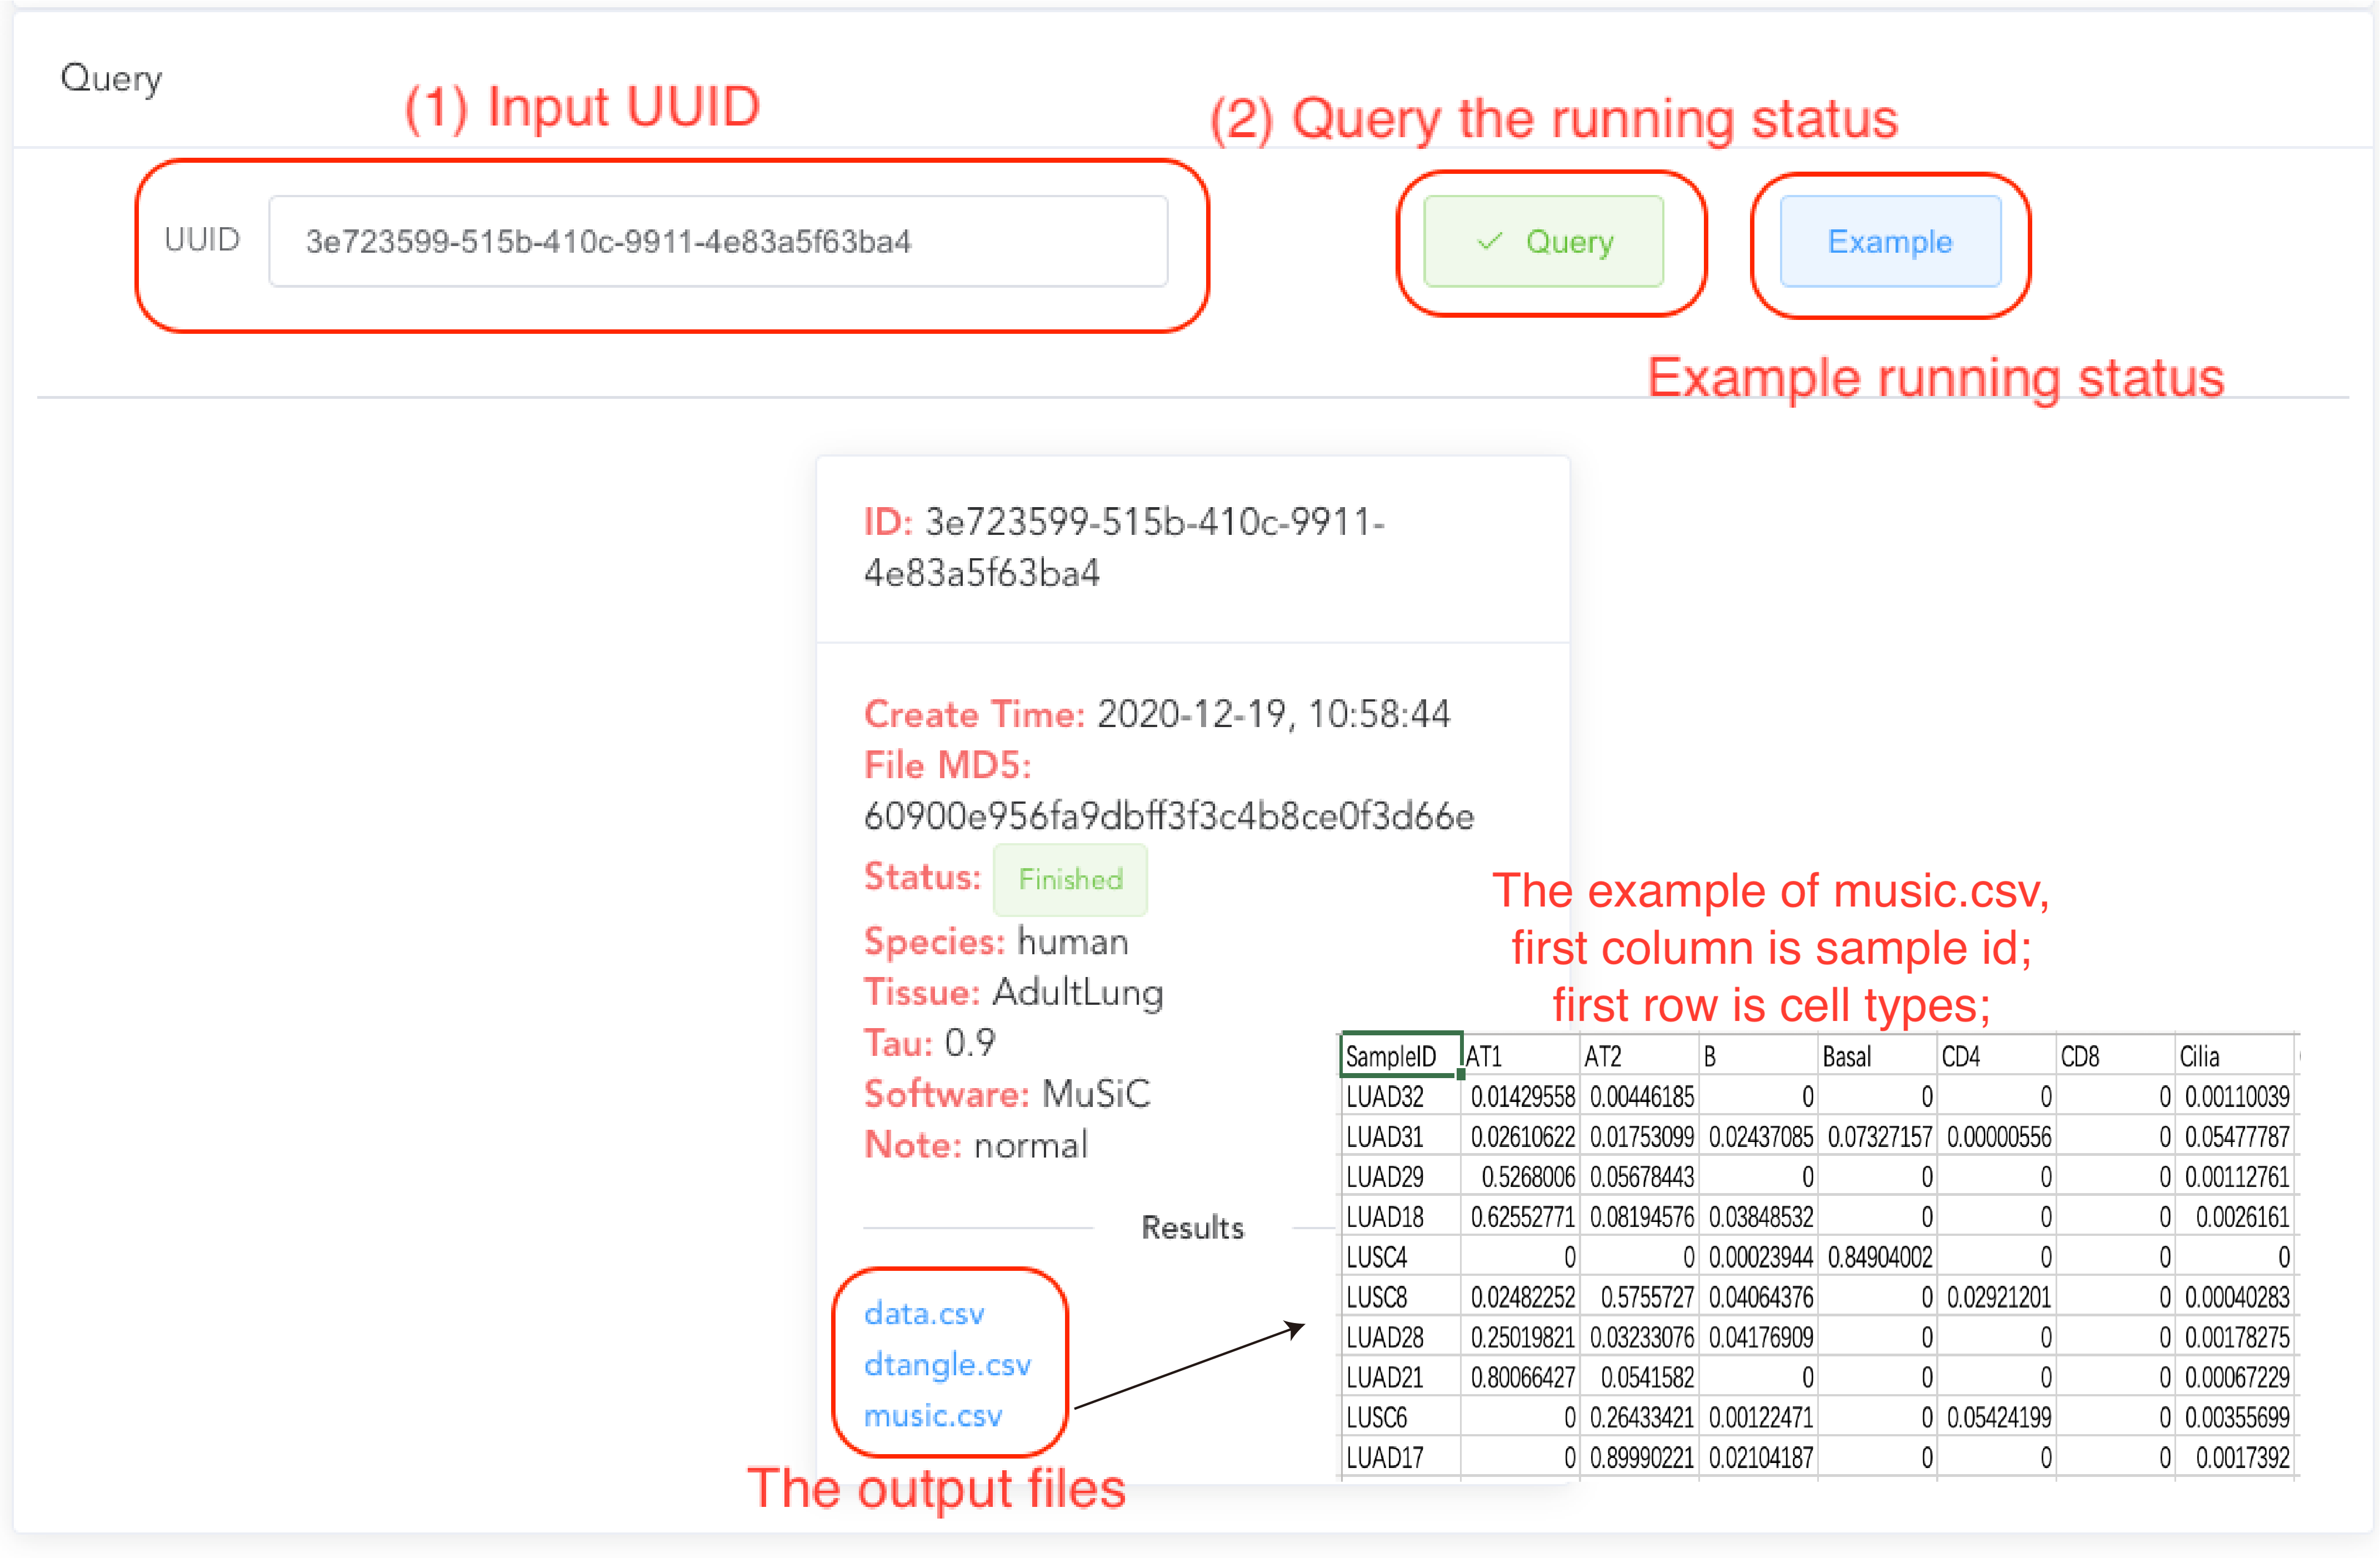 Query
(1) Input UUID
(2) Query the running status
UUID
3e723599-515b-410c-9911-4e83a5f63ba4
Query
Example
Example running status
ID: 3e723599-515b-410c-9911-
4e83a5f63ba4
Create Time: 2020-12-19, 10:58:44
File MD5:
60900e956fa9dbff3f3c4b8ce0f3d66e
Status: Finished
Species: human
Tissue: AdultLung
Tau: 0.9
Software: MuSiC
Note: normal
Results
data.csv
dtangle.csv
music.csv
The output files
The example of music.csv,
first column is sample id;
first row is cell types;
SampleID AT1 AT2 B Basal CD4 CD8 Cilia
LUAD32 0.01429558 0.00446185 0 0 0 0 0.00110039
LUAD31 0.02610622 0.01753099 0.02437085 0.07327157 0.00000556 0 0.05477787
LUAD29 0.5268006 0.05678443 0 0 0 0 0.00112761
LUAD18 0.62552771 0.08194576 0.03848532 0 0 0 0.0026161
LUSC4 0 0 0.00023944 0.84904002 0 0 0
LUSC8 0.02482252 0.5755727 0.04064376 0 0.02921201 0 0.00040283
LUAD28 0.25019821 0.03233076 0.04176909 0 0 0 0.00178275
LUAD21 0.80066427 0.0541582 0 0 0 0 0.00067229
LUSC6 0 0.26433421 0.00122471 0 0.05424199 0 0.00355699
LUAD17 0 0.89990221 0.02104187 0 0 0 0.0017392